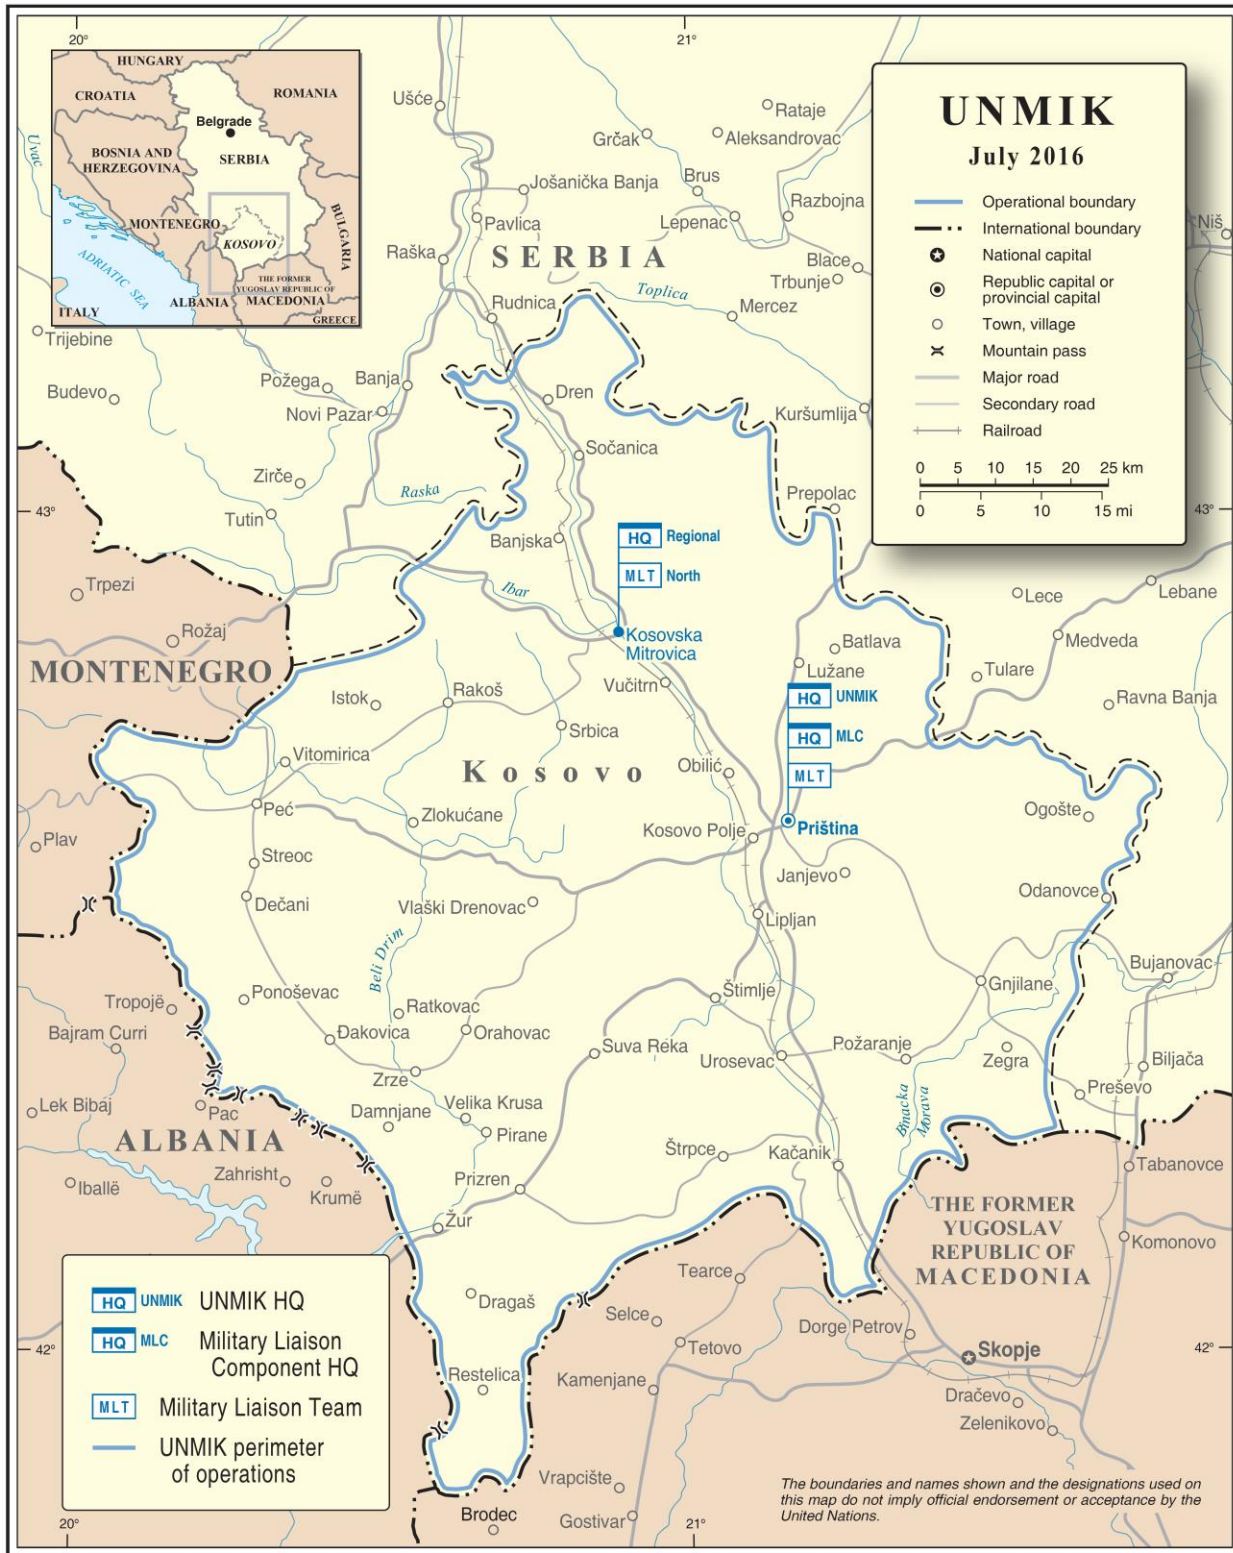 20°
21°
HUNGARY
CROATIA
ROMANIA
Belgrade
BOSNIA AND
HERZEGOVINA
SERBIA
MONTENEGRO
KOSOVO
BULGARIA
ADRIATIC SEA
THE FORMER
YUGOSLAV REPUBLIC OF
MACEDONIA
ALBANIA
ITALY
GREECE
UNMIK
July 2016
Operational boundary
International boundary
National capital
Republic capital or
provincial capital
Town, village
Mountain pass
Major road
Secondary road
Railroad
0 5 10 15 20 25 km
0 5 10 15 mi
Uvac
Ušće
Rataje
Grčak
Aleksandrovac
Jošanička Banja
Brus
Pavlica
Lepenac
Razbojna
Niš
Raška
SERBIA
Blace
Trbunje
Toplica
Rudnica
Mercez
Trijebine
Požega
Banja
Budevo
Dren
Novi Pazar
Kuršumlija
Sočanica
Zirče
Raska
Prepolac
43°
43°
Tutin
Banjska
HQ Regional
MLT North
Trpezi
Ibar
Lece
Lebane
Rožaj
Kosovska
Mitrovica
Batlava
Medveda
MONTENEGRO
Lužane
Vučitrn
Tulare
Istok
Rakoš
HQ UNMIK
Ravna Banja
Srbica
HQ MLC
Vitomirica
Kosovo
Obilić
MLT
Peć
Zlokućane
Ogošte
Kosovo Polje
Priština
Plav
Streoc
Janjevo
Dečani
Vlaški Drenovac
Odanovce
Lipljan
Beli Drim
Bujanovac
Tropojë
Ponoševac
Ratkovac
Štimlje
Gnjilane
Bajram Curri
Đakovica
Orahovac
Suva Reka
Urosevac
Požaranje
Zegra
Biljača
Zrze
Lek Bibaj
Pac
Damnjane
Velika Krusa
Binacka
Morava
Preševo
ALBANIA
Pirane
Štrpce
Kačanik
Tabanovce
Iballë
Zahrisht
Krumë
Prizren
THE FORMER
YUGOSLAV
REPUBLIC OF
MACEDONIA
Žur
Komonovo
Tearce
Dragaš
Selce
Dorge Petrov
42°
42°
Tetovo
Skopje
Restelica
Kamenjane
Dračevo
Zelenikovo
Vrapcište
Brodec
Gostivar
HQ UNMIK UNMIK HQ
HQ MLC Military Liaison
Component HQ
MLT Military Liaison Team
UNMIK perimeter
of operations
The boundaries and names shown and the designations used on
this map do not imply official endorsement or acceptance by the
United Nations.
20°
21°